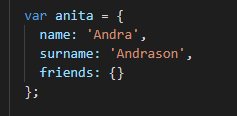 var anita = {
name: 'Andra',
surname: 'Andrason',
friends: {}
};